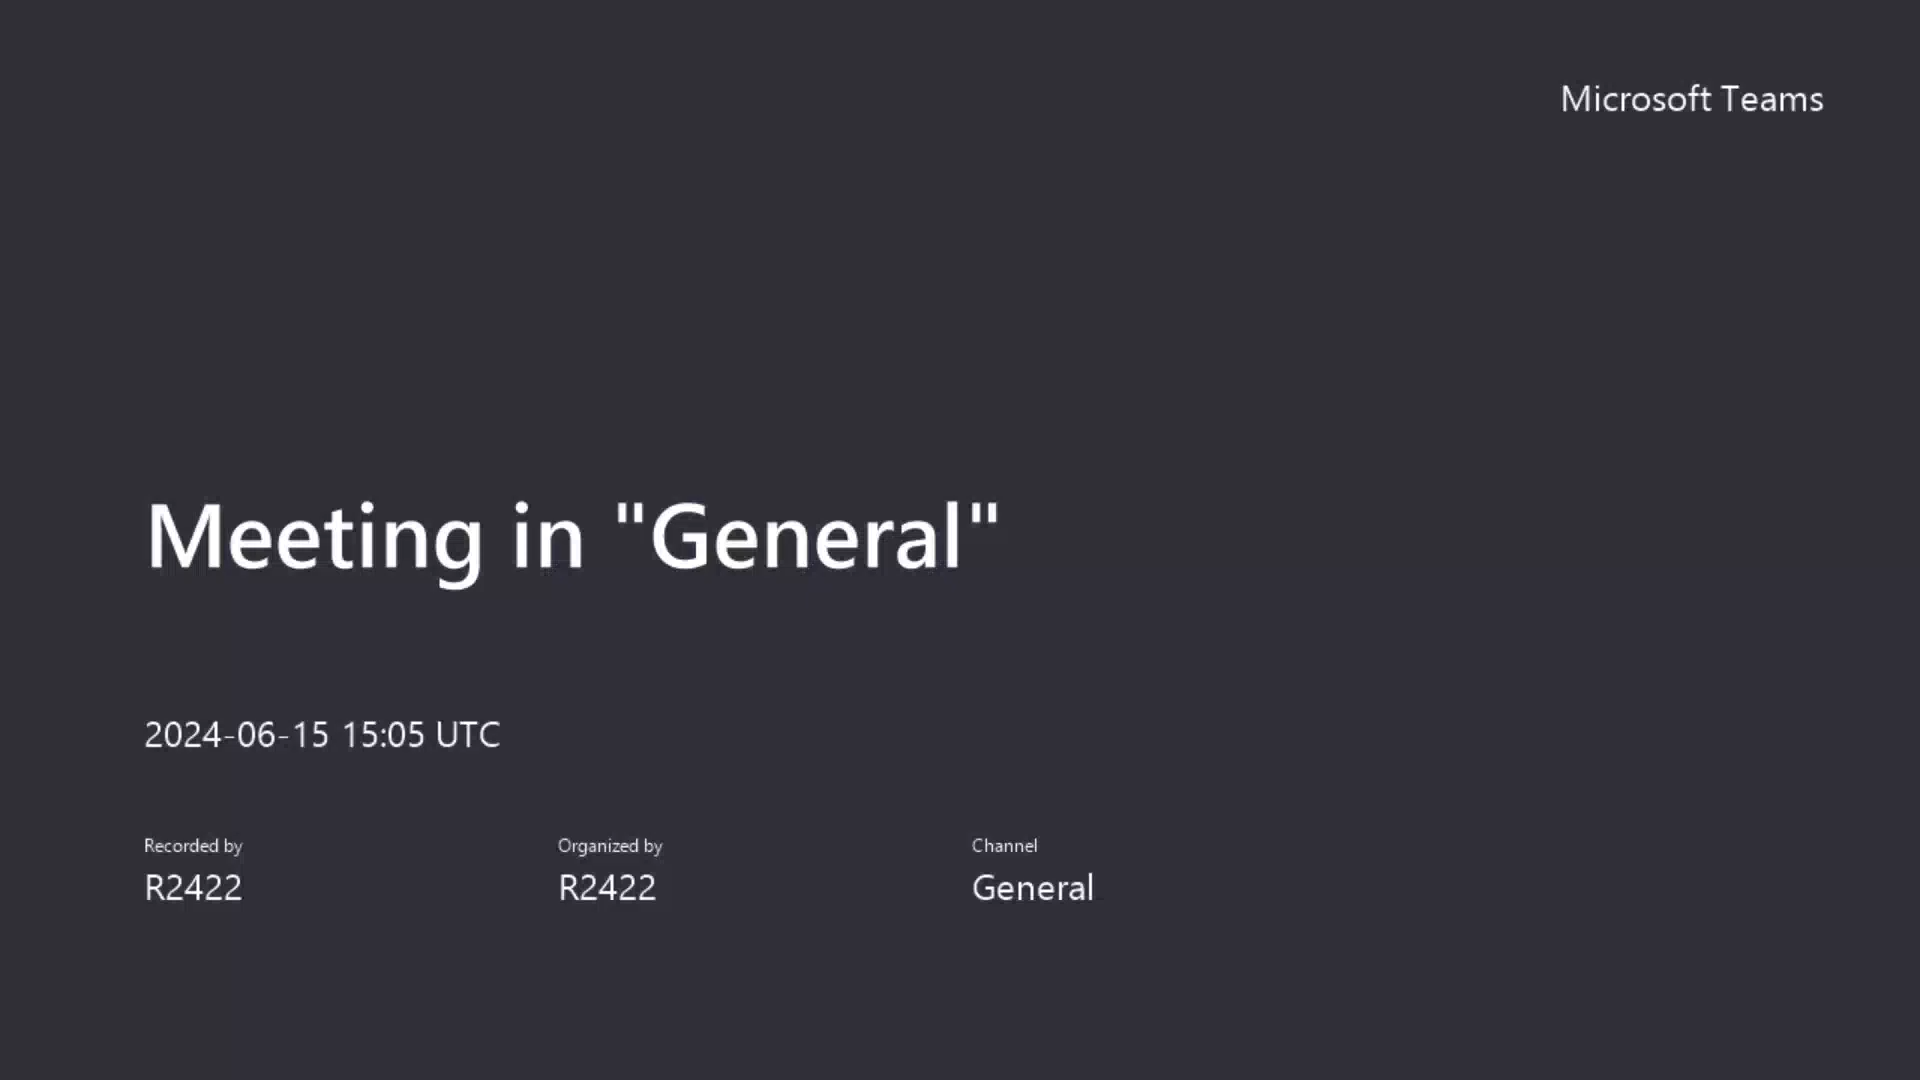 Microsoft Teams
Meeting in "General"
2024-06-15 15:05 UTC
Recorded by
R2422
Organized by
R2422
Channel
General